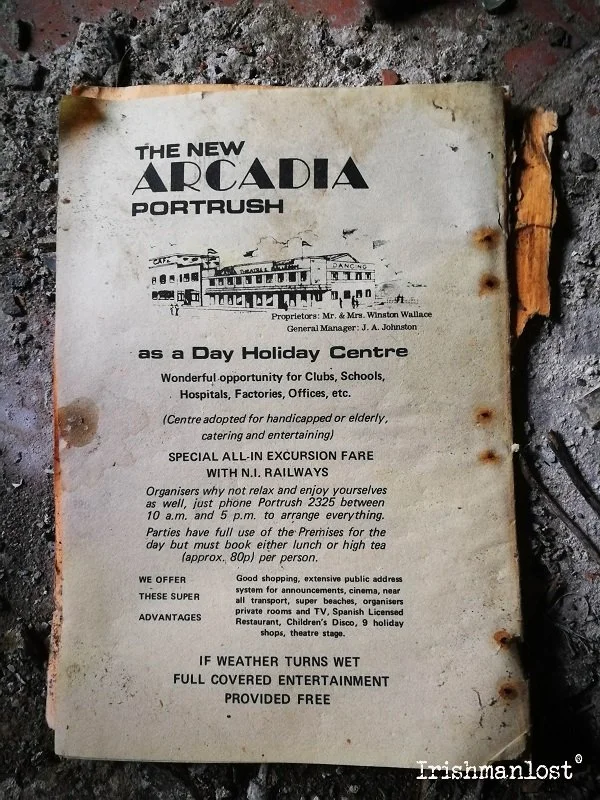 THE NEW
ARCADIA
PORTRUSH
CAFE
THEATRE &
DANCING
Proprietors: Mr. & Mrs. Winston Wallace
General Manager: J. A. Johnston
as a Day Holiday Centre
Wonderful opportunity for Clubs, Schools,
Hospitals, Factories, Offices, etc.
(Centre adopted for handicapped or elderly,
catering and entertaining)
SPECIAL ALL-IN EXCURSION FARE
WITH N.I. RAILWAYS
Organisers why not relax and enjoy yourselves
as well, just phone Portrush 2325 between
10 a.m. and 5 p.m. to arrange everything.
Parties have full use of the Premises for the
day but must book either lunch or high tea
(approx. 80p) per person.
WE OFFER
THESE SUPER
ADVANTAGES
Good shopping, extensive public address
system for announcements, cinema, near
all transport, super beaches, organisers
private rooms and TV, Spanish Licensed
Restaurant, Children's Disco, 9 holiday
shops, theatre stage.
IF WEATHER TURNS WET
FULL COVERED ENTERTAINMENT
PROVIDED FREE
Irishmanlost®